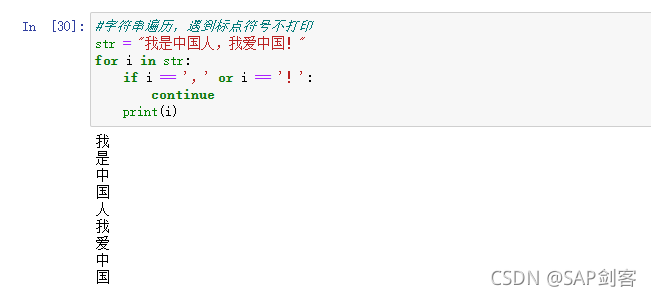 In [30]:
#字符串遍历，遇到标点符号不打印
str = "我是中国人，我爱中国！"
for i in str:
    if i == '，' or i == '！':
        continue
    print(i)
我
是
中
国
人
我
爱
中
国
CSDN @SAP剑客